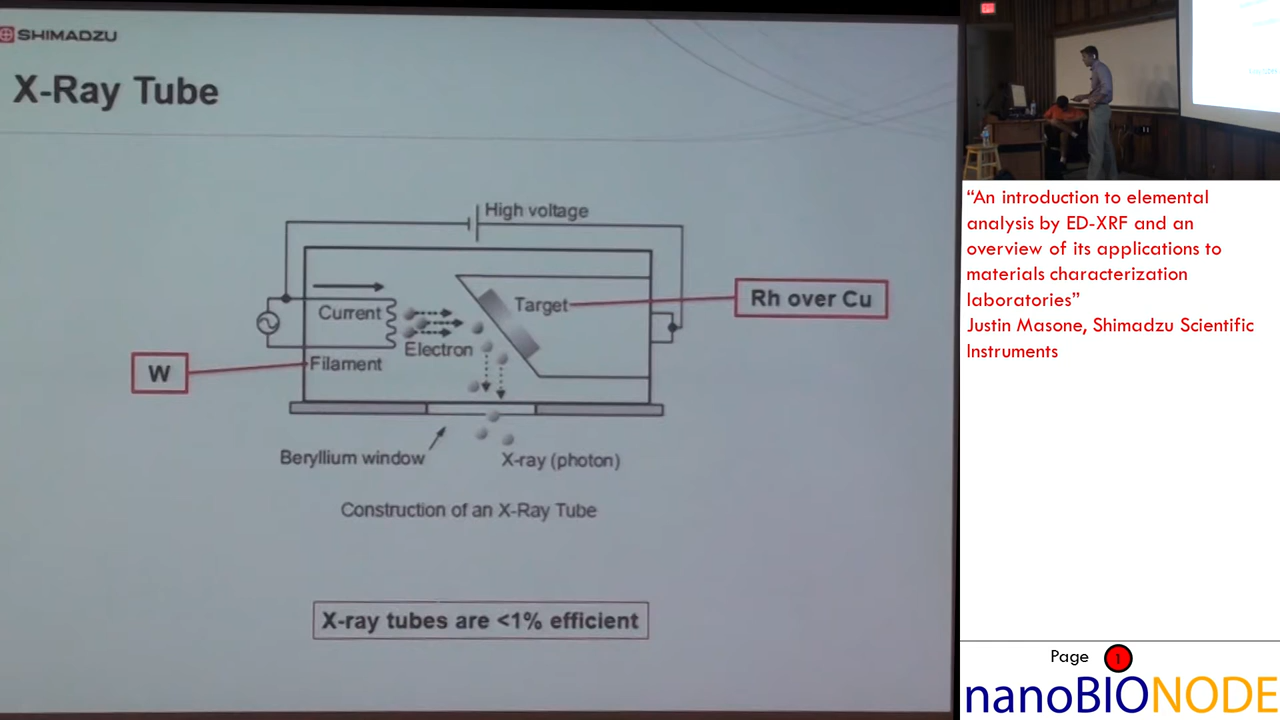 SHIMADZU
X-Ray Tube
High voltage
Current
Target
Rh over Cu
Electron
Filament
W
Beryllium window
X-ray (photon)
Construction of an X-Ray Tube
X-ray tubes are <1% efficient
“An introduction to elemental
analysis by ED-XRF and an
overview of its applications to
materials characterization
laboratories”
Justin Masone, Shimadzu Scientific
Instruments
Page 1
nanoBIONODE